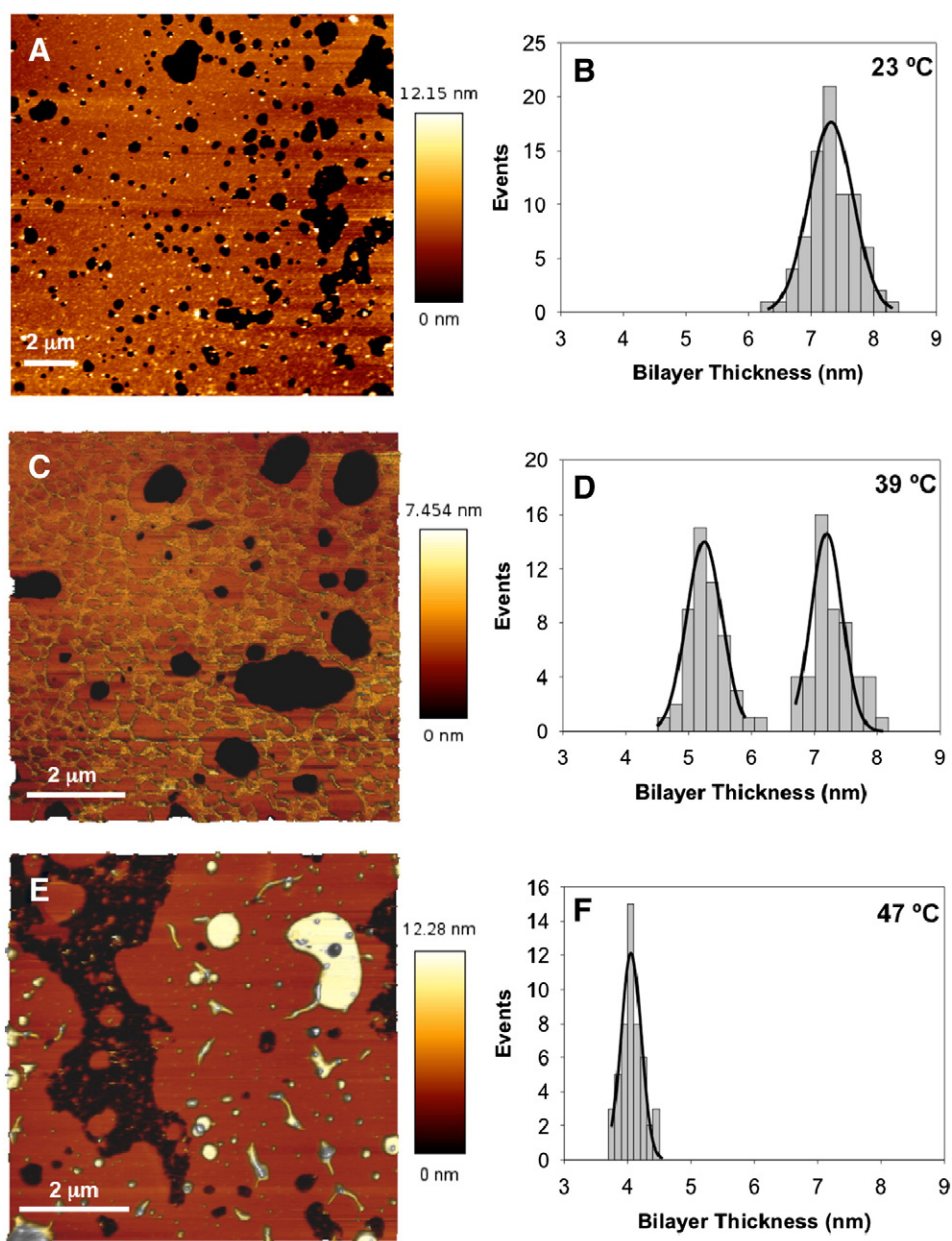 A
12.15 nm
0 nm
2 μm
B
23 ºC
25
20
15
10
5
0
Events
3 4 5 6 7 8 9
Bilayer Thickness (nm)
C
7.454 nm
0 nm
2 μm
D
39 ºC
20
16
12
8
4
0
Events
3 4 5 6 7 8 9
Bilayer Thickness (nm)
E
12.28 nm
0 nm
2 μm
F
47 ºC
16
14
12
10
8
6
4
2
0
Events
3 4 5 6 7 8 9
Bilayer Thickness (nm)